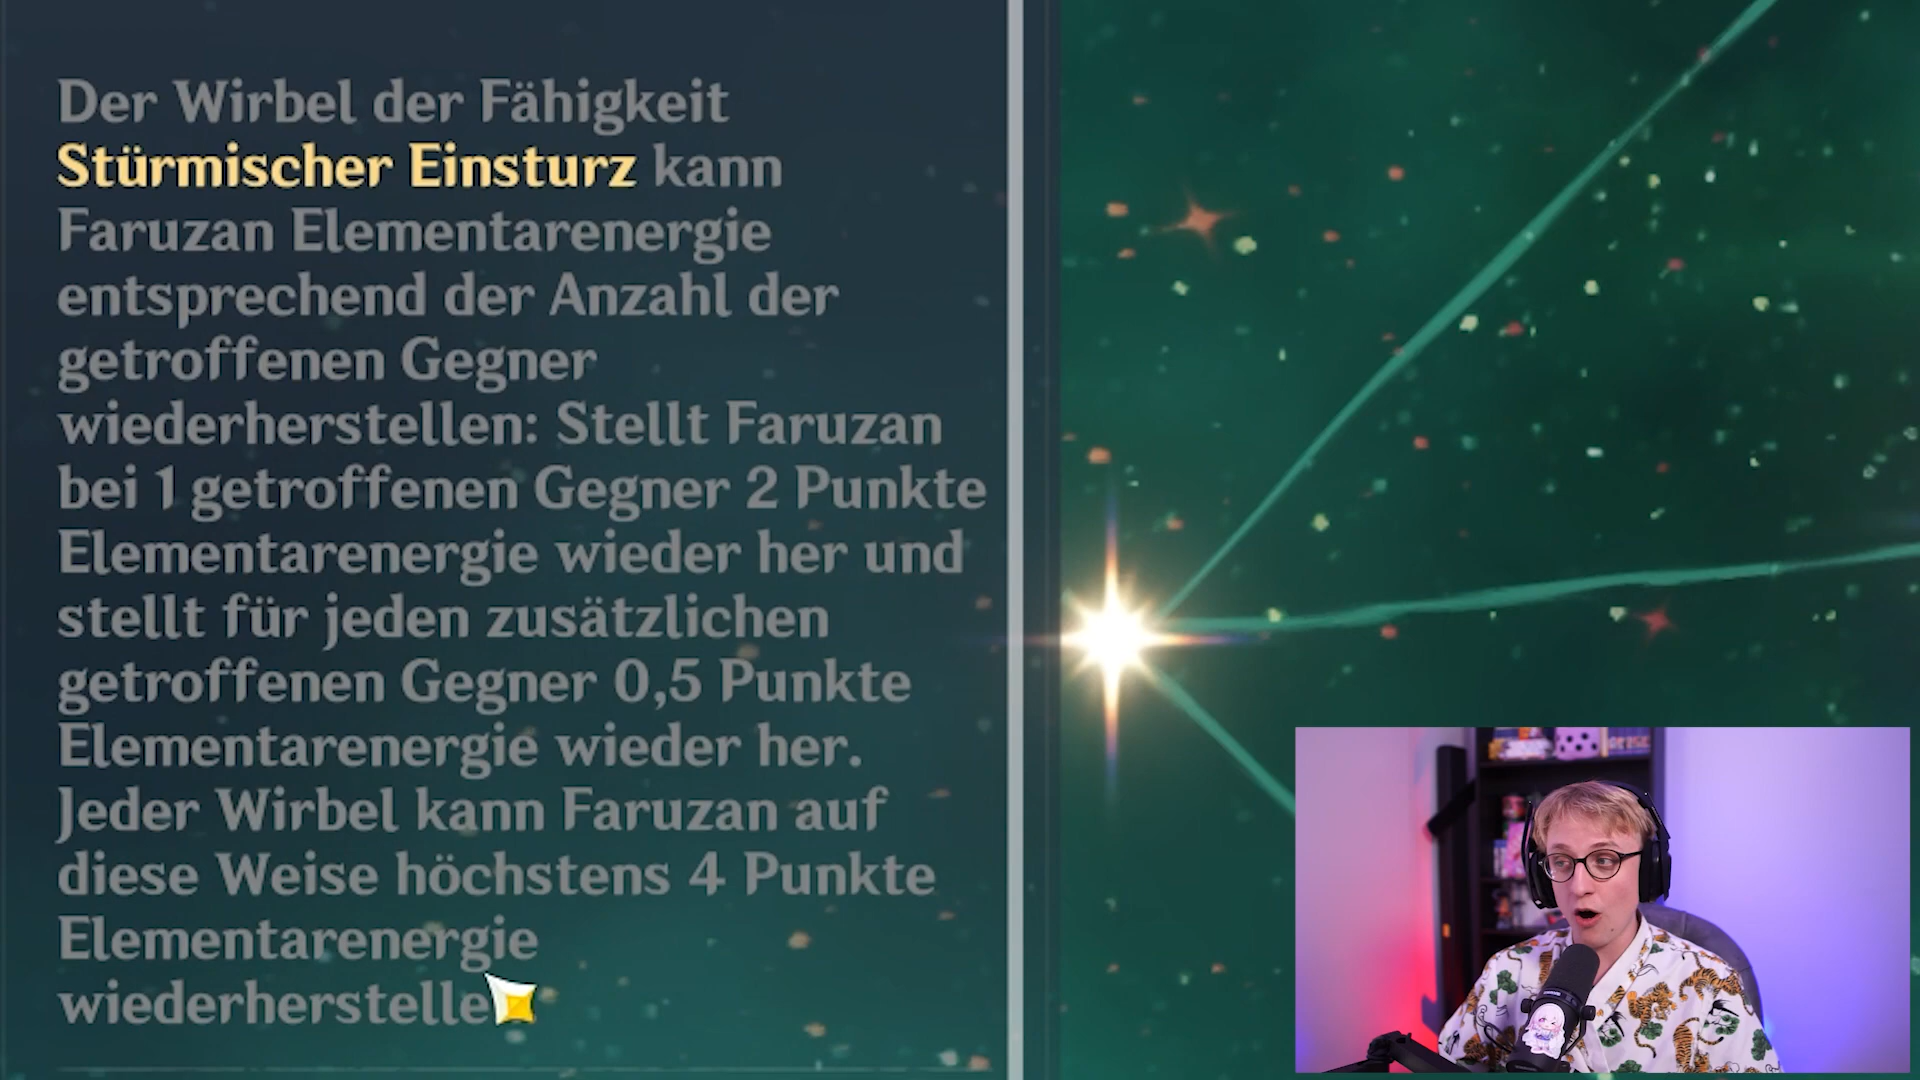 Der Wirbel der Fähigkeit
Stürmischer Einsturz kann
Faruzan Elementarenergie
entsprechend der Anzahl der
getroffenen Gegner
wiederherstellen: Stellt Faruzan
bei 1 getroffenen Gegner 2 Punkte
Elementarenergie wieder her und
stellt für jeden zusätzlichen
getroffenen Gegner 0,5 Punkte
Elementarenergie wieder her.
Jeder Wirbel kann Faruzan auf
diese Weise höchstens 4 Punkte
Elementarenergie
wiederherstelle